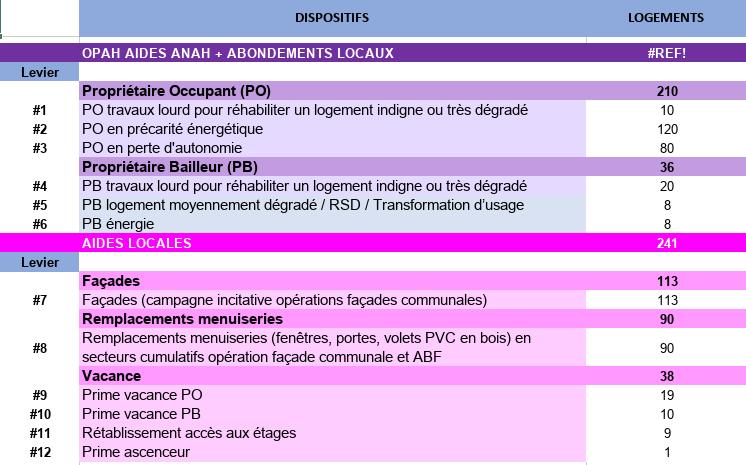 DISPOSITIFS LOGEMENTS
OPAH AIDES ANAH + ABONDEMENTS LOCAUX #REF!
Levier
Propriétaire Occupant (PO) 210
#1 PO travaux lourd pour réhabiliter un logement indigne ou très dégradé 10
#2 PO en précarité énergétique 120
#3 PO en perte d'autonomie 80
Propriétaire Bailleur (PB) 36
#4 PB travaux lourd pour réhabiliter un logement indigne ou très dégradé 20
#5 PB logement moyennement dégradé / RSD / Transformation d’usage 8
#6 PB énergie 8
AIDES LOCALES 241
Levier
Façades 113
#7 Façades (campagne incitative opérations façades communales) 113
Remplacements menuiseries 90
#8 Remplacements menuiseries (fenêtres, portes, volets PVC en bois) en
secteurs cumulatifs opération façade communale et ABF 90
Vacance 38
#9 Prime vacance PO 19
#10 Prime vacance PB 10
#11 Rétablissement accès aux étages 9
#12 Prime ascenceur 1